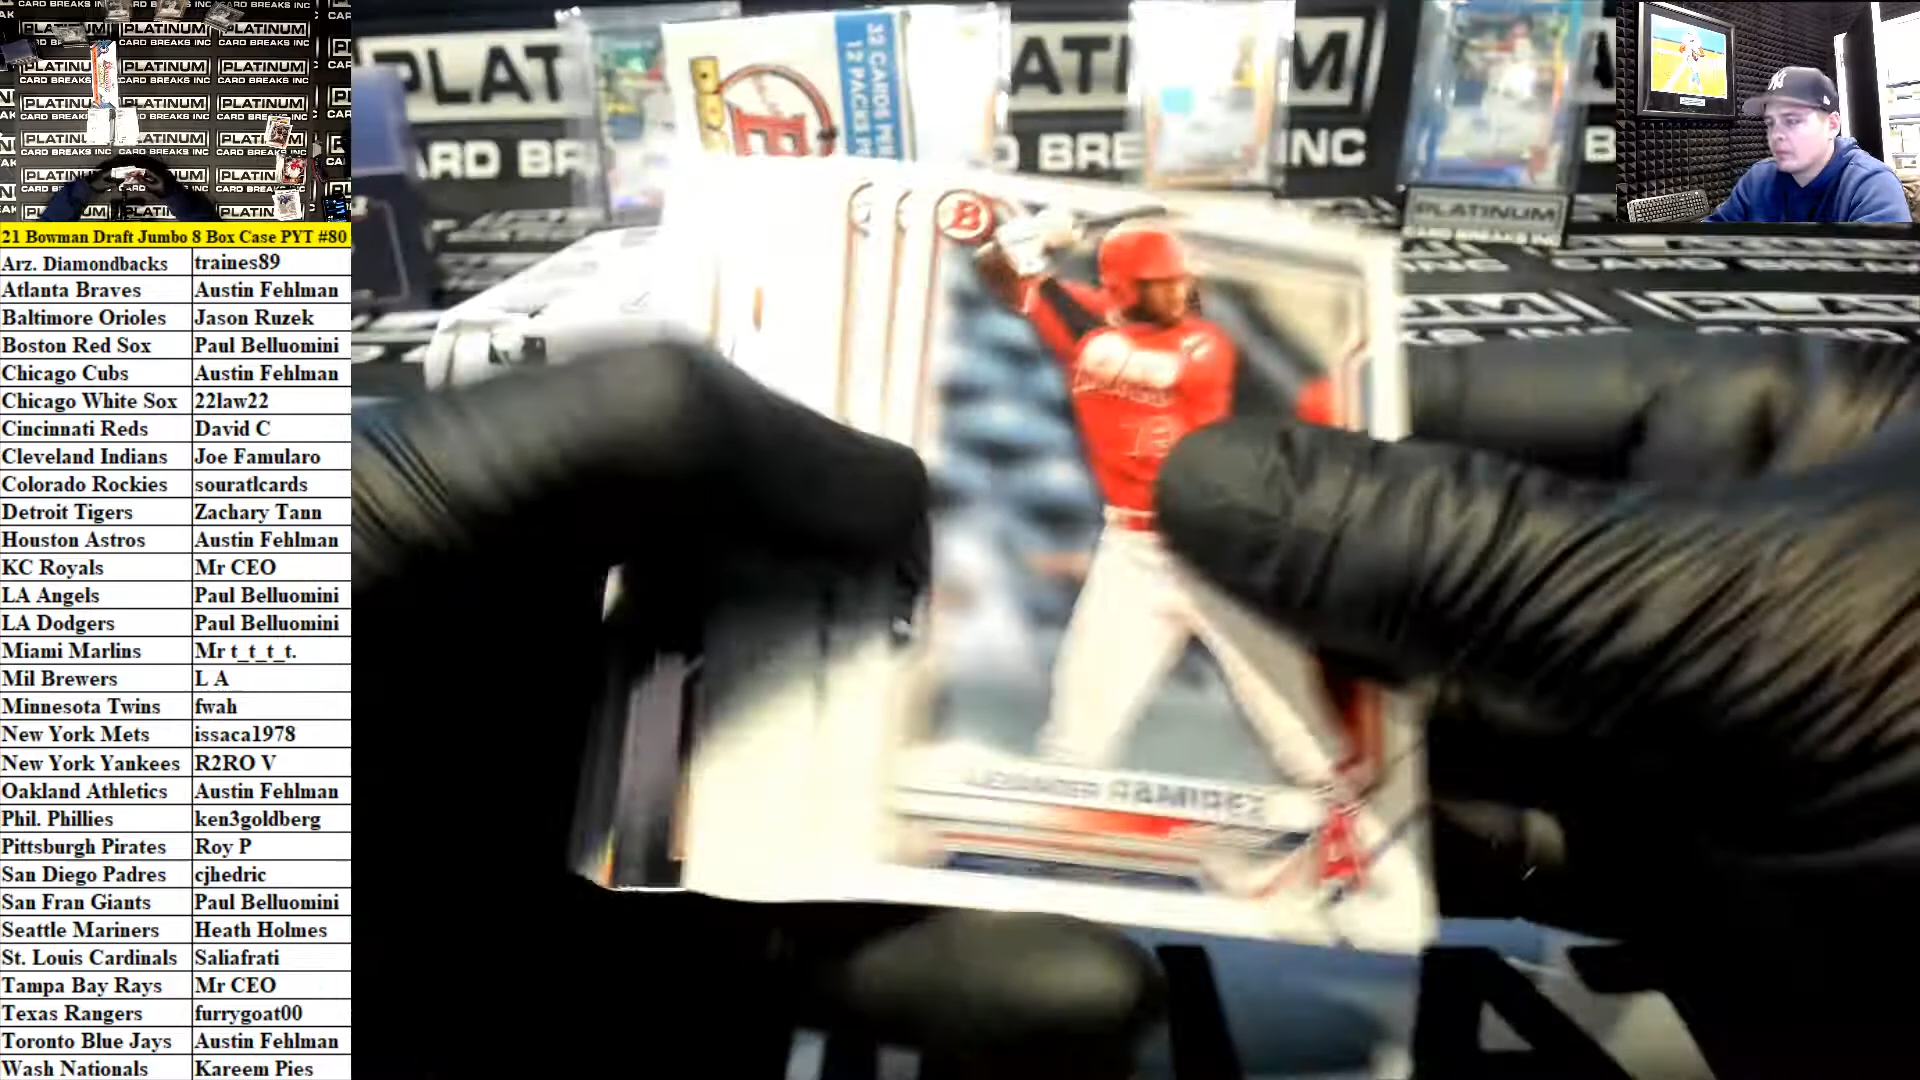 21 Bowman Draft Jumbo 8 Box Case PYT #80
Arz. Diamondbacks traines89
Atlanta Braves Austin Fehlman
Baltimore Orioles Jason Ruzek
Boston Red Sox Paul Belluomini
Chicago Cubs Austin Fehlman
Chicago White Sox 22law22
Cincinnati Reds David C
Cleveland Indians Joe Famularo
Colorado Rockies souratlcards
Detroit Tigers Zachary Tann
Houston Astros Austin Fehlman
KC Royals Mr CEO
LA Angels Paul Belluomini
LA Dodgers Paul Belluomini
Miami Marlins Mr t_t_t_t.
Mil Brewers L A
Minnesota Twins fwah
New York Mets issaca1978
New York Yankees R2RO V
Oakland Athletics Austin Fehlman
Phil. Phillies ken3goldberg
Pittsburgh Pirates Roy P
San Diego Padres cjhedric
San Fran Giants Paul Belluomini
Seattle Mariners Heath Holmes
St. Louis Cardinals Saliafrati
Tampa Bay Rays Mr CEO
Texas Rangers furrygoat00
Toronto Blue Jays Austin Fehlman
Wash Nationals Kareem Pies
32 CARDS PER
12 PACKS PE
PLATINUM
CARD BREAKS INC
PLATINUM
B
RAMIREZ